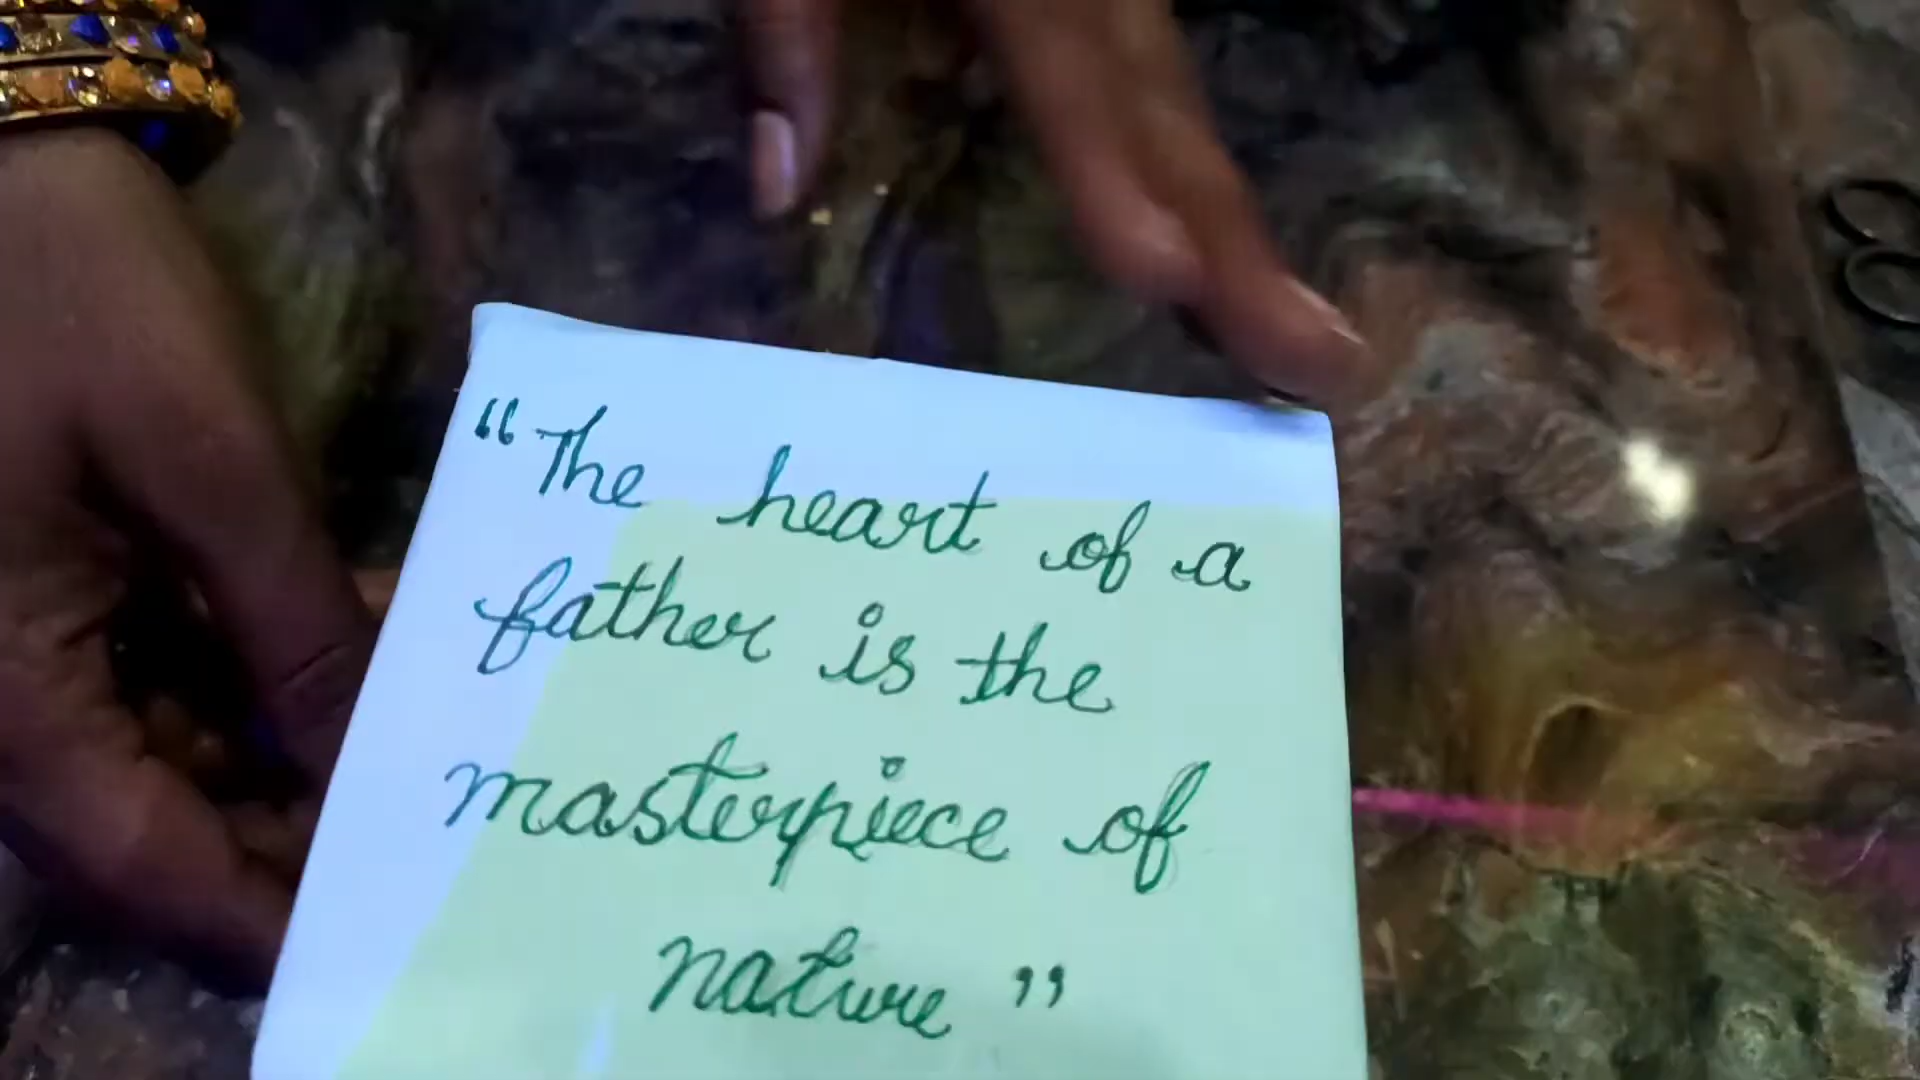 “The heart of a
father is the
masterpiece of
nature”